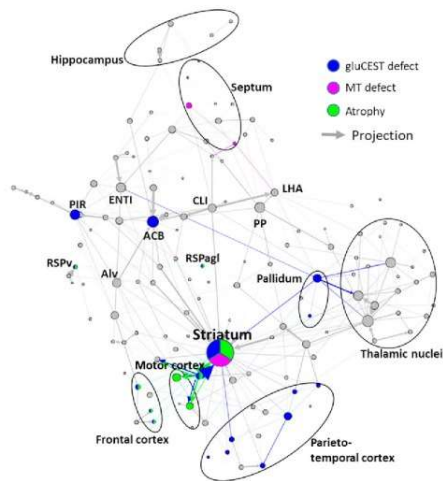 Hippocampus
gluCEST defect
Septum
MT defect
Atrophy
Projection
LHA
ENTI
CLI
PIR
PP
ACB
RSPv
RSPagl
Alv
Pallidum
Striatum
Thalamic nuclei
Motor cortex
Frontal cortex
Parieto-
temporal cortex